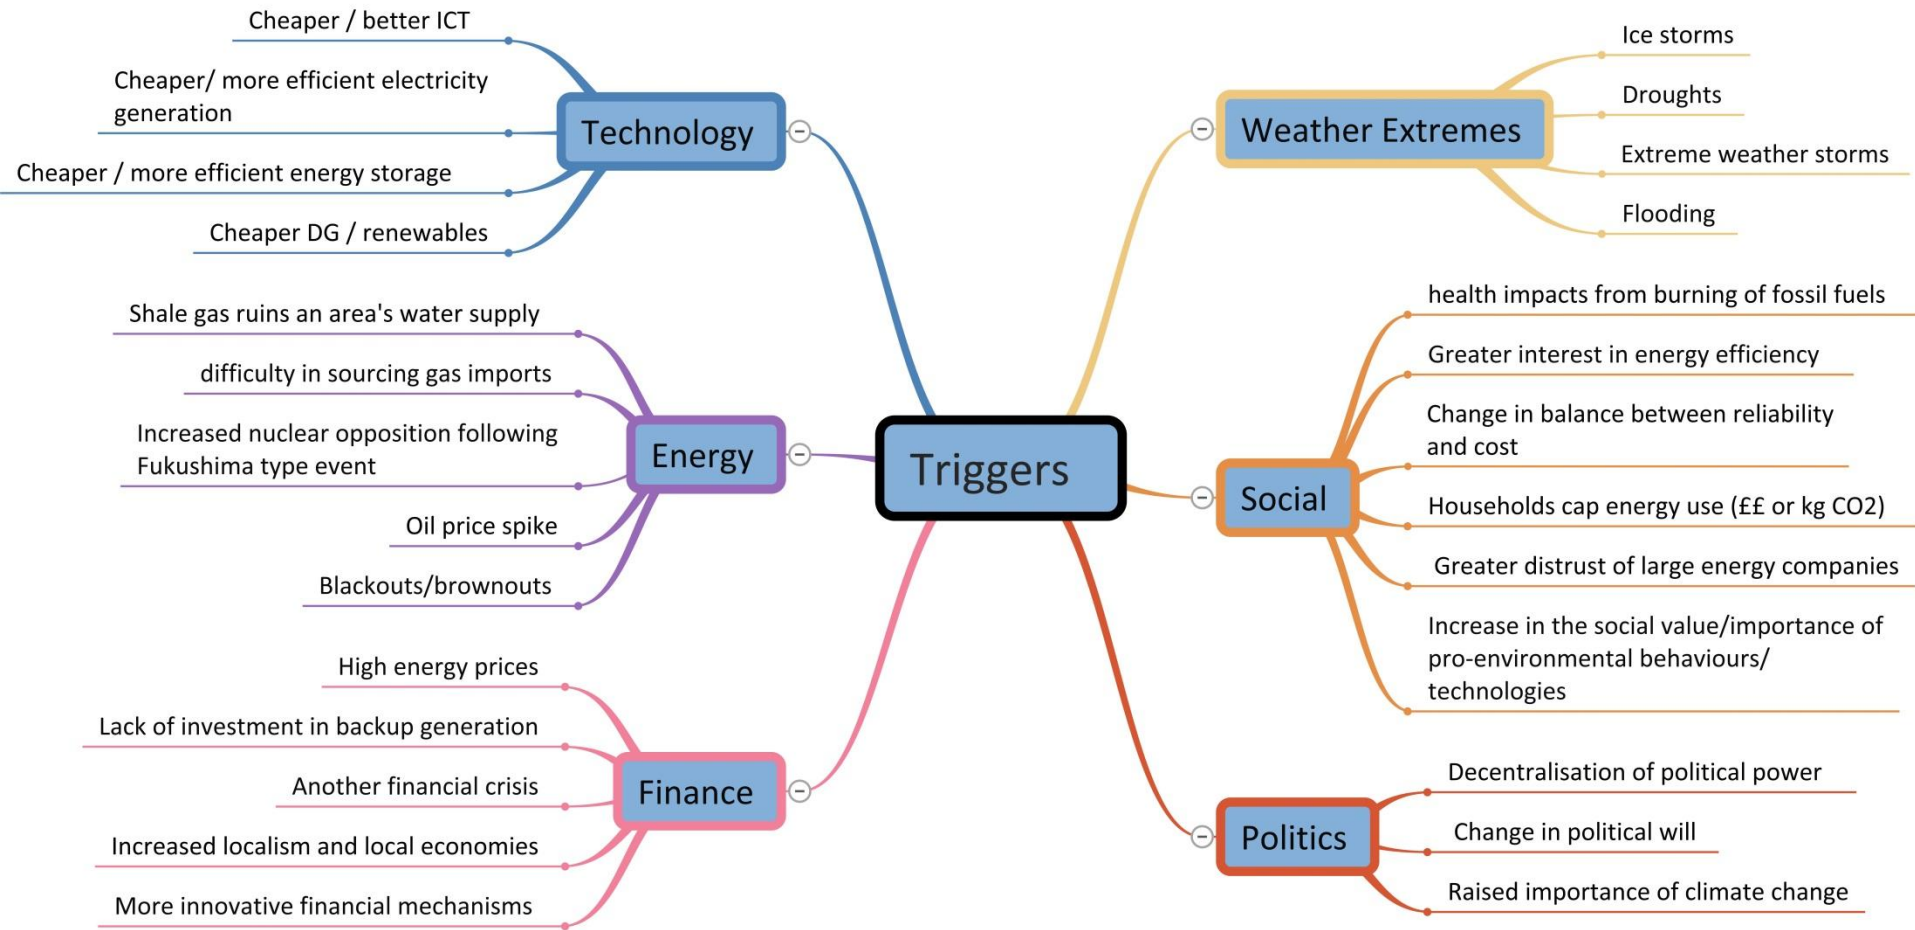 Triggers
Technology
Cheaper / better ICT
Cheaper/ more efficient electricity
generation
Cheaper / more efficient energy storage
Cheaper DG / renewables
Energy
Shale gas ruins an area's water supply
difficulty in sourcing gas imports
Increased nuclear opposition following
Fukushima type event
Oil price spike
Blackouts/brownouts
Finance
High energy prices
Lack of investment in backup generation
Another financial crisis
Increased localism and local economies
More innovative financial mechanisms
Weather Extremes
Ice storms
Droughts
Extreme weather storms
Flooding
Social
health impacts from burning of fossil fuels
Greater interest in energy efficiency
Change in balance between reliability
and cost
Households cap energy use (££ or kg CO2)
Greater distrust of large energy companies
Increase in the social value/importance of
pro-environmental behaviours/
technologies
Politics
Decentralisation of political power
Change in political will
Raised importance of climate change